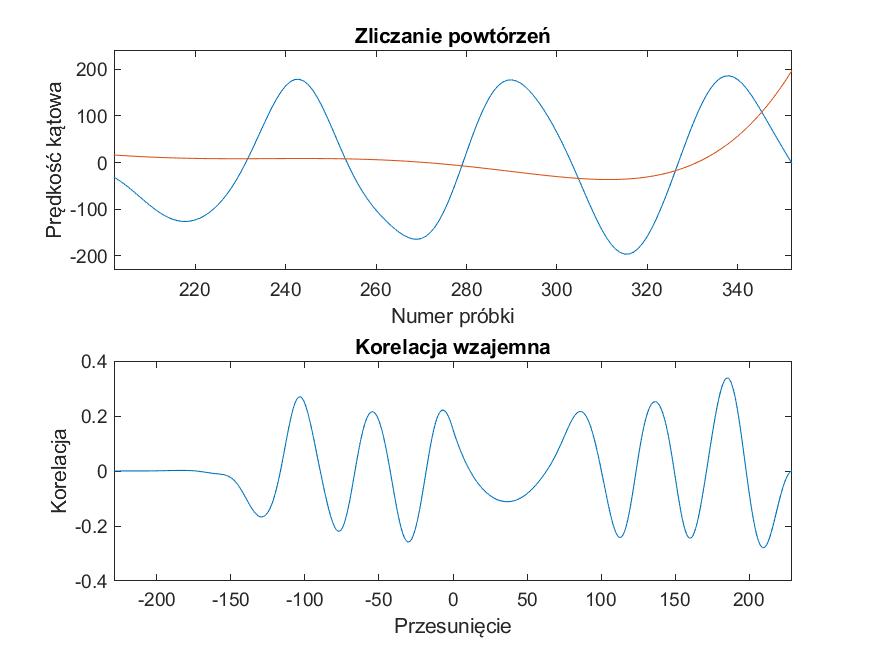 Zliczanie powtórzeń
200
100
0
-100
-200
Prędkość kątowa
220 240 260 280 300 320 340
Numer próbki
Korelacja wzajemna
0.4
0.2
0
-0.2
-0.4
Korelacja
-200 -150 -100 -50 0 50 100 150 200
Przesunięcie